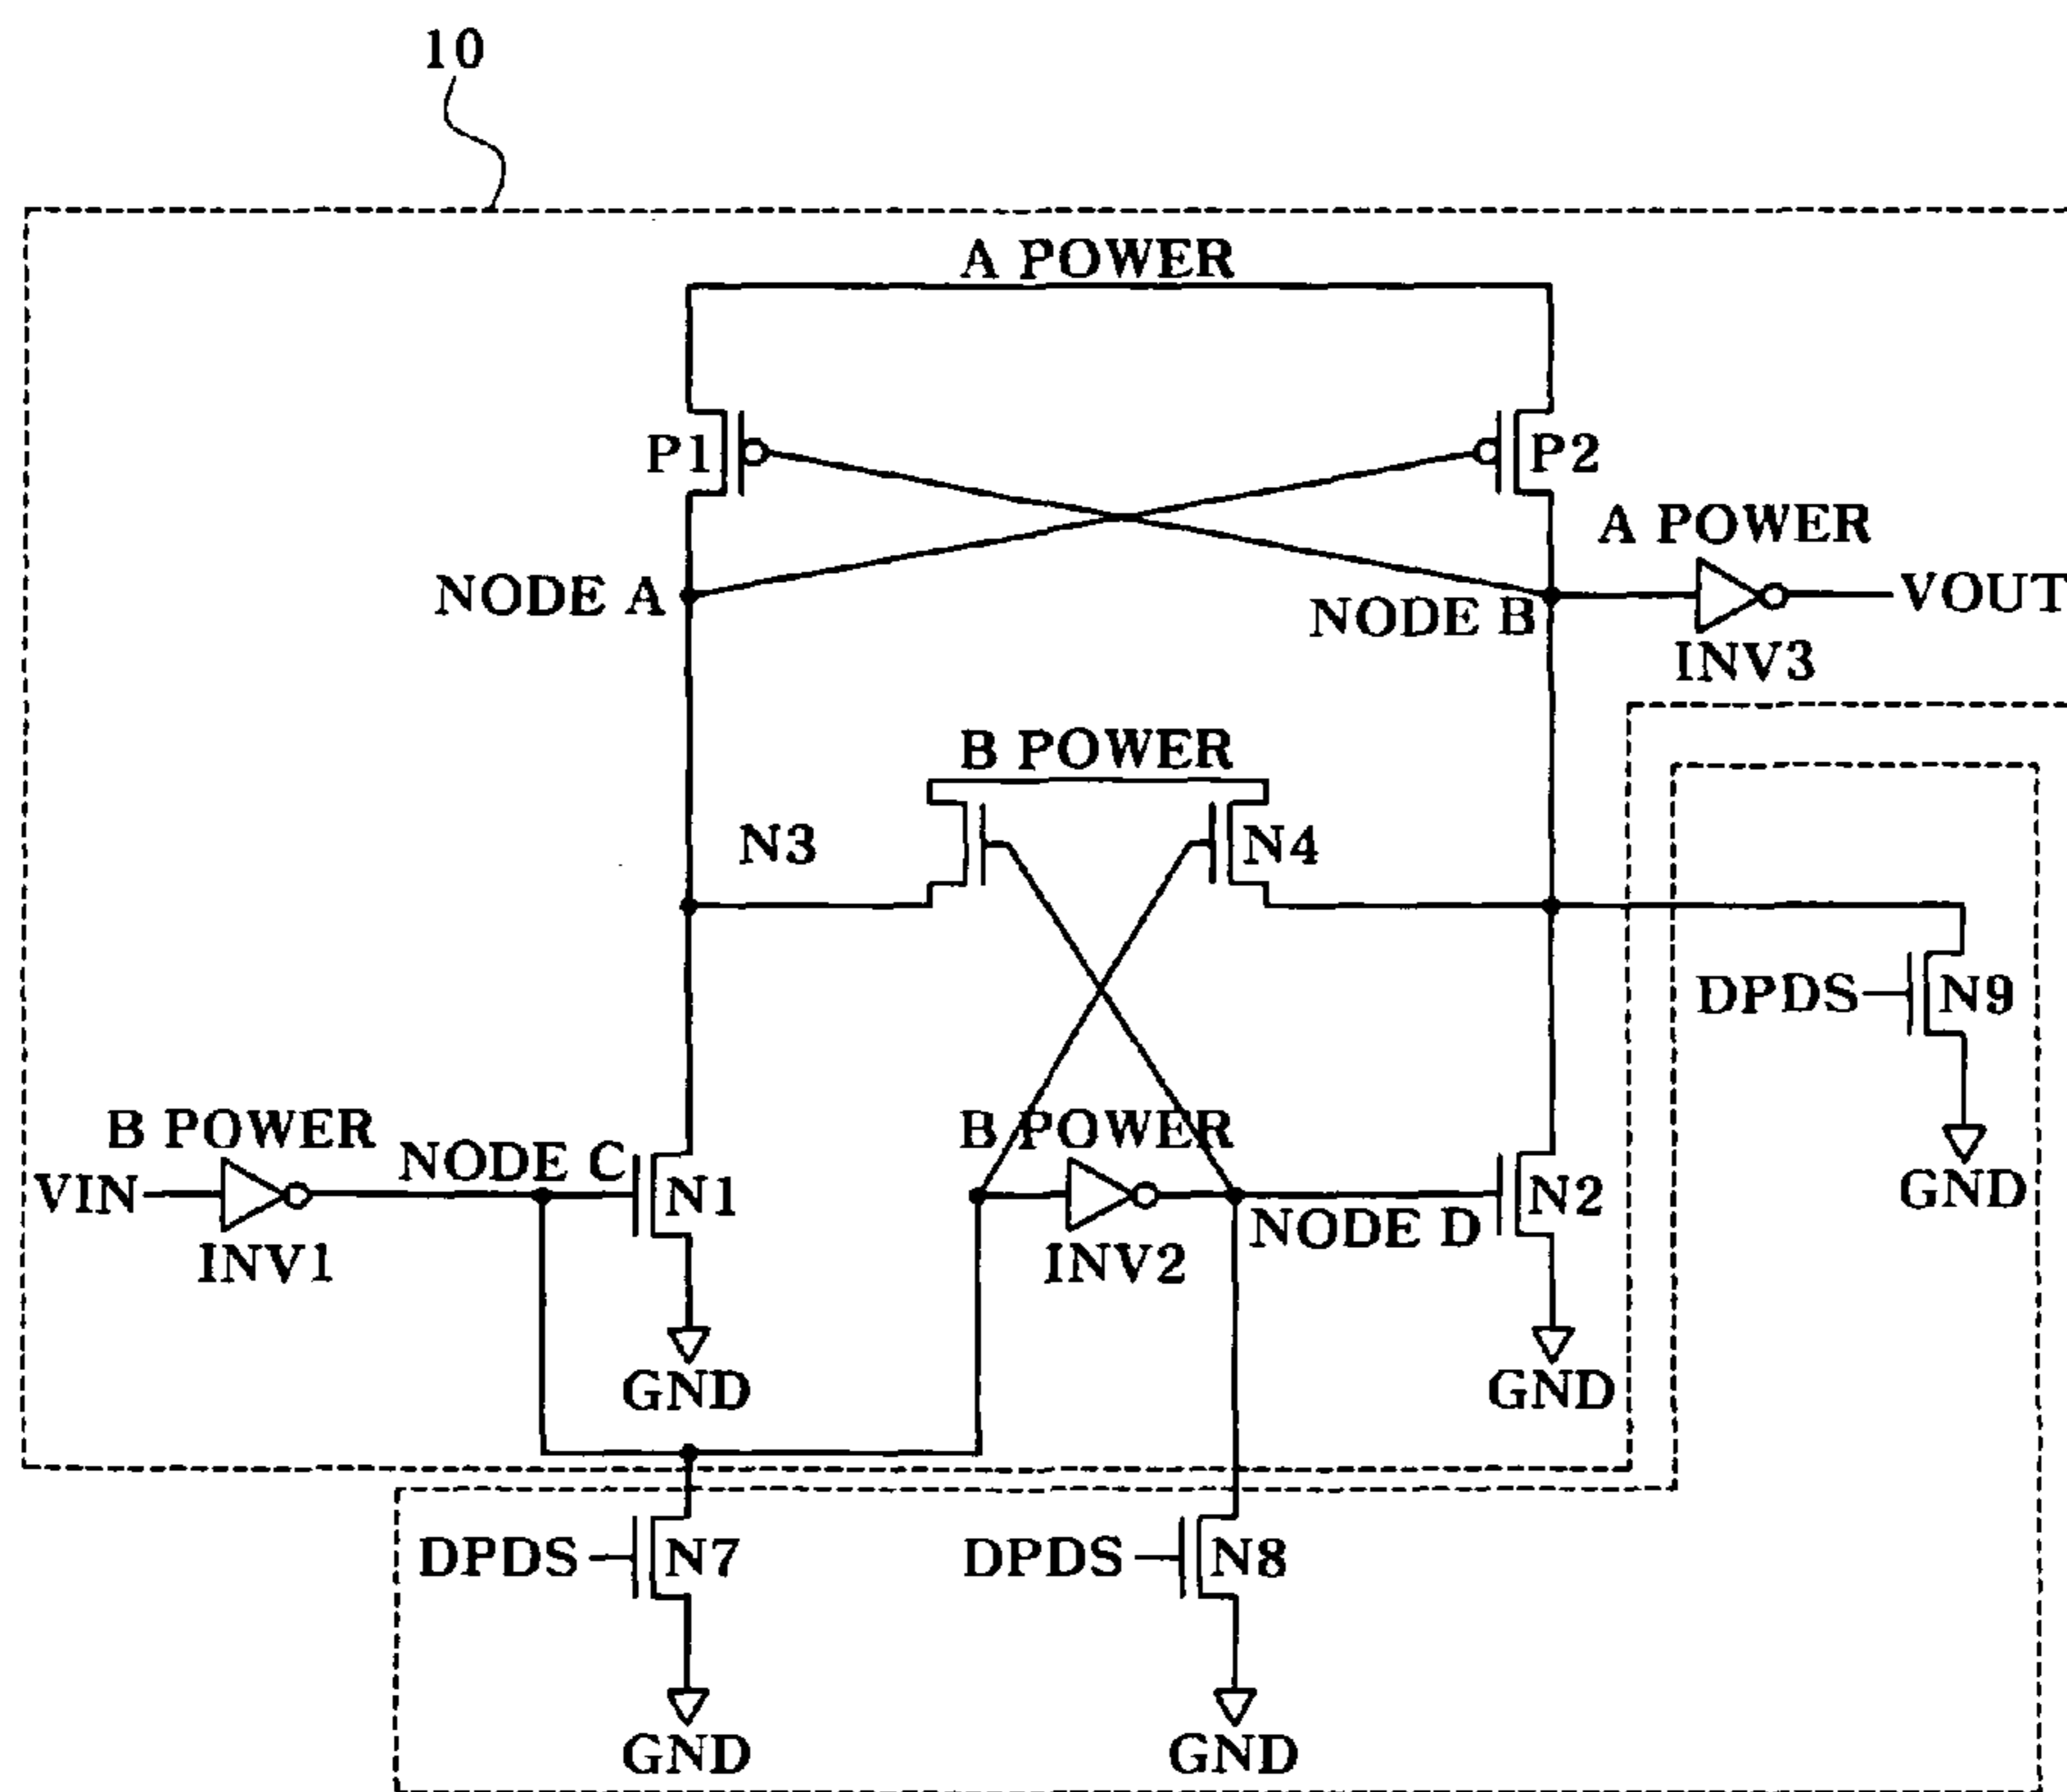 10
A POWER
P1
P2
A POWER
NODE A
NODE B
VOUT
INV3
B POWER
N3
N4
DPDS
N9
B POWER
NODE C
B POWER
VIN
N1
N2
GND
INV1
INV2
NODE D
GND
GND
DPDS
N7
DPDS
N8
GND
GND